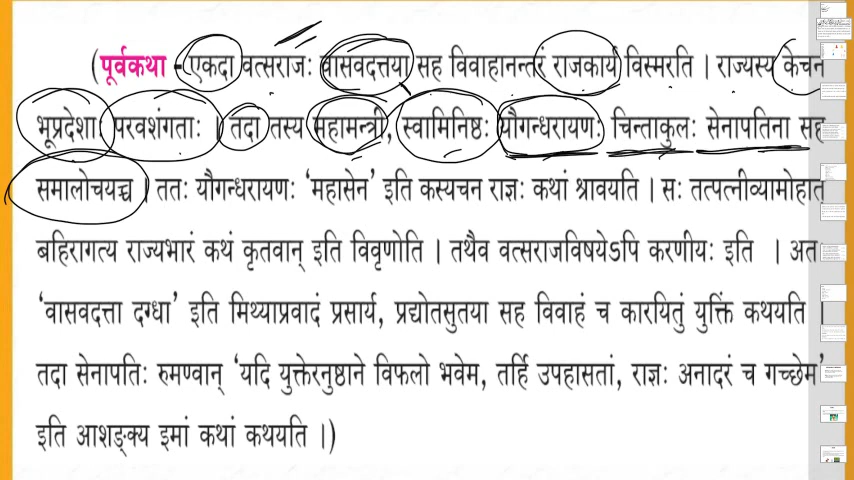 (पूर्वकथा - एकदा वत्सराजः वासवदत्तया सह विवाहानन्तरं राजकार्यं विस्मरति । राज्यस्य केचन
भूप्रदेशाः परवशंगताः । तदा तस्य महामन्त्री, स्वामिनिष्ठः यौगन्धरायणः चिन्ताकुलः सेनापतिना सह
समालोचयच्च । ततः यौगन्धरायणः ‘महासेन’ इति कस्यचन राज्ञः कथां श्रावयति । सः तत्पत्नीव्यामोहात्
बहिरागत्य राज्यभारं कथं कृतवान् इति विवृणोति । तथैव वत्सराजविषयेऽपि करणीयः इति । अतः
‘वासवदत्ता दग्धा’ इति मिथ्याप्रवादं प्रसार्य, प्रद्योतसुतया सह विवाहं च कारयितुं युक्तिं कथयति ।
तदा सेनापतिः रुमण्वान् ‘यदि युक्तेरनुष्ठाने विफलो भवेम, तर्हि उपहासतां, राज्ञः अनादरं च गच्छेम’
इति आशङ्क्य इमां कथां कथयति ।)